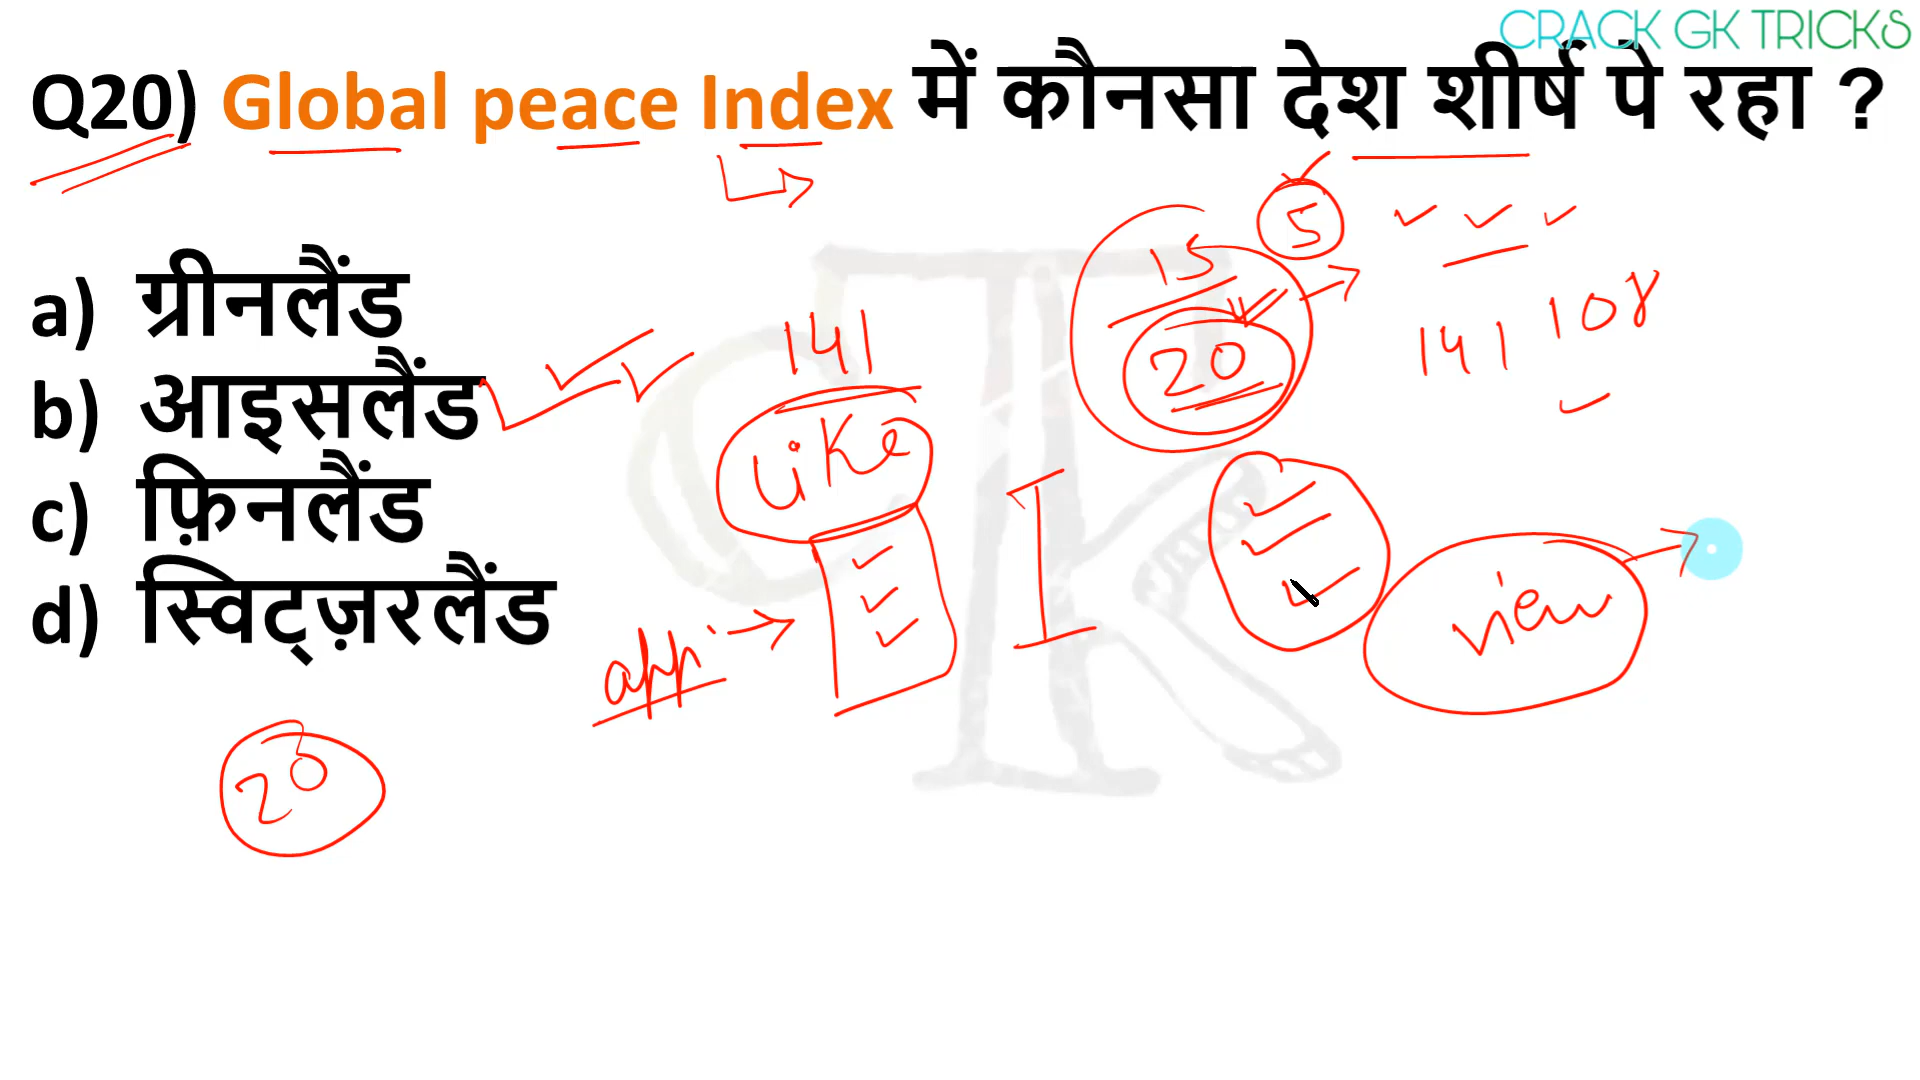 CRACK GK TRICKS
Q20) Global peace Index में कौनसा देश शीर्ष पे रहा ?
5
15
a) ग्रीनलैंड
141
20
141 108
b) आइसलैंड
like
c) फ़िनलैंड
I
view
d) स्विट्ज़रलैंड
app
20